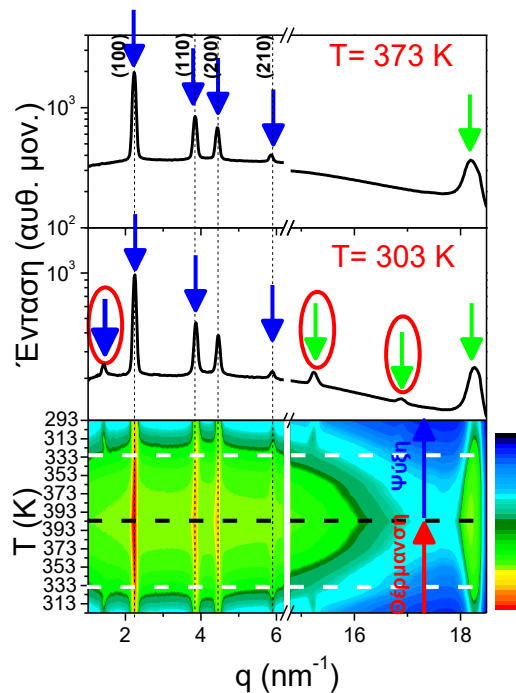 (100)
(110)
(200)
(210)
T= 373 K
10³
10²
T= 303 K
10³
Ένταση (αυθ. μον.)
293
313
333
353
373
393
393
373
353
333
313
T (K)
Ψύξη
Θέρμανση
2 4 6 16 18
q (nm⁻¹)